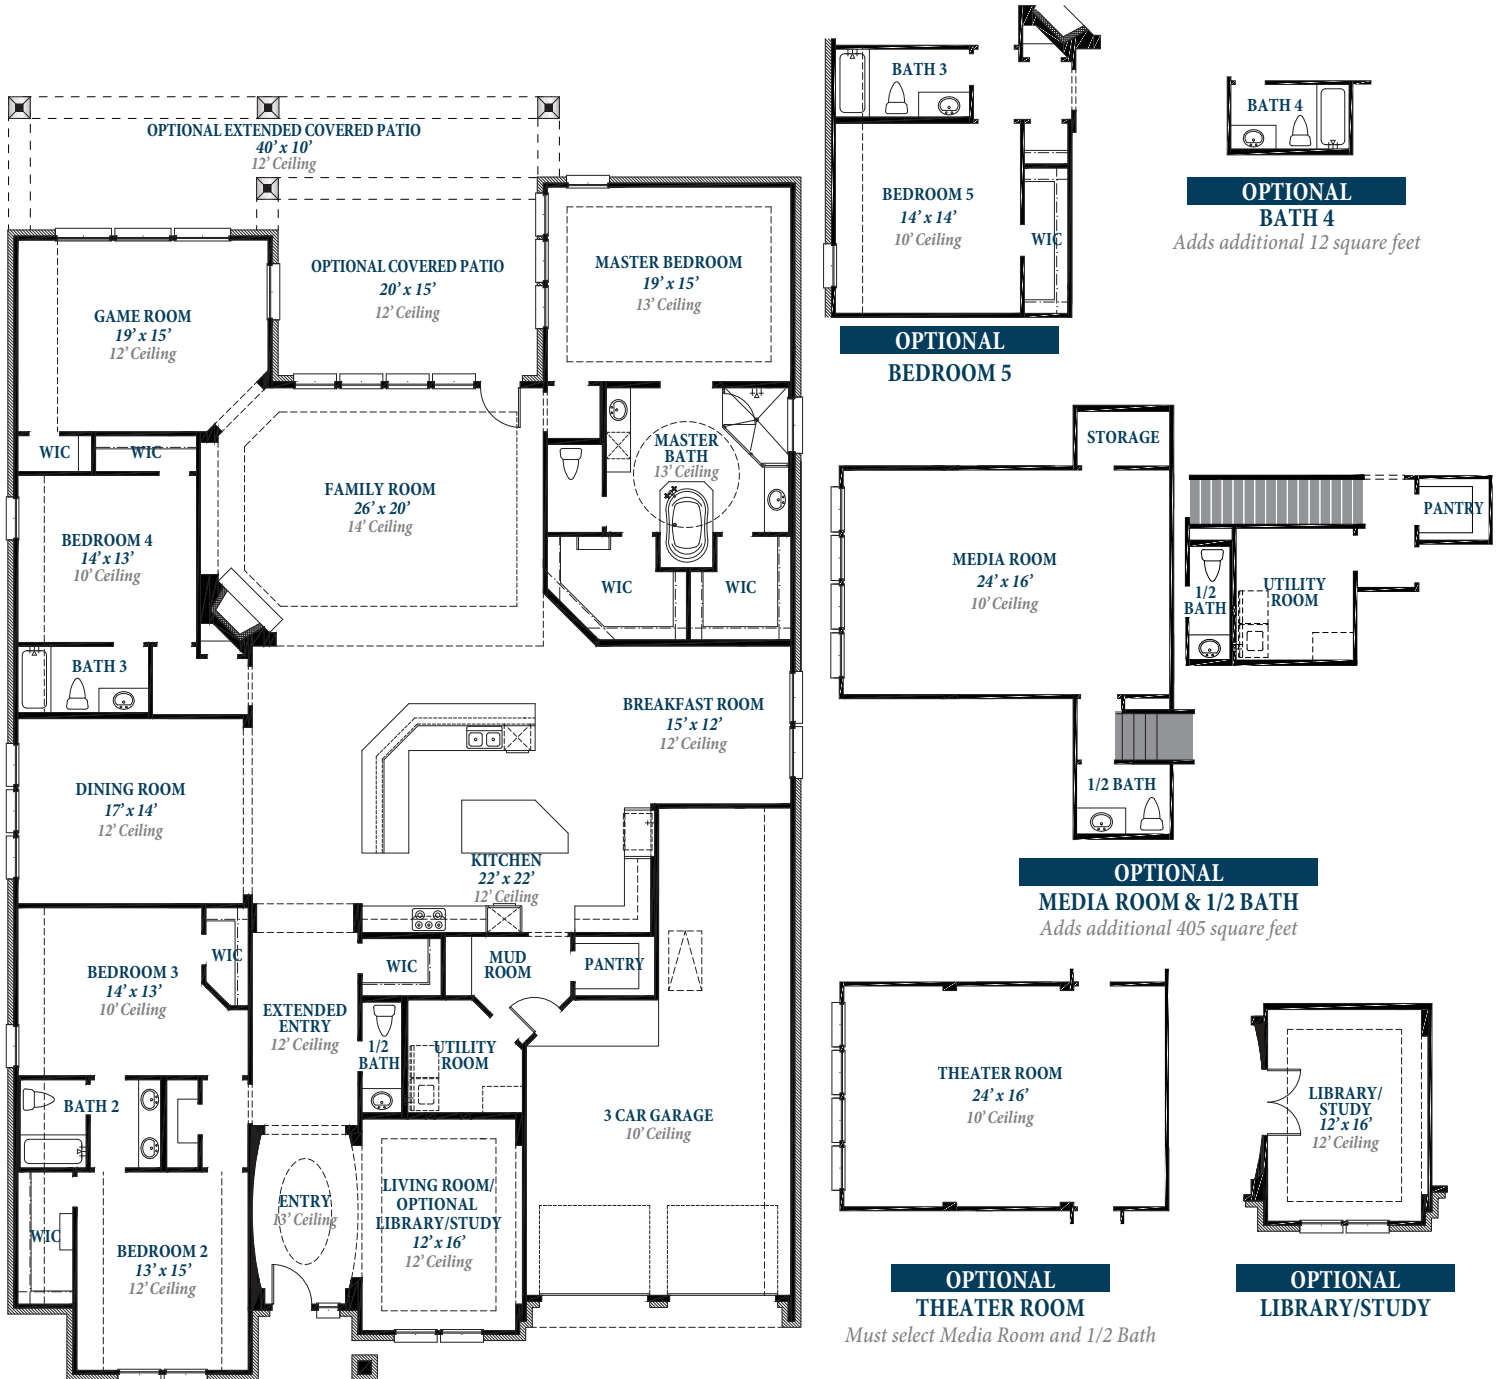 OPTIONAL EXTENDED COVERED PATIO
40' x 10'
12' Ceiling
OPTIONAL COVERED PATIO
20' x 15'
12' Ceiling
MASTER BEDROOM
19' x 15'
13' Ceiling
GAME ROOM
19' x 15'
12' Ceiling
WIC
WIC
FAMILY ROOM
26' x 20'
14' Ceiling
MASTER
BATH
13' Ceiling
BEDROOM 4
14' x 13'
10' Ceiling
WIC
WIC
BATH 3
BREAKFAST ROOM
15' x 12'
12' Ceiling
DINING ROOM
17' x 14'
12' Ceiling
KITCHEN
22' x 22'
12' Ceiling
BEDROOM 3
14' x 13'
10' Ceiling
WIC
WIC
MUD
ROOM
PANTRY
EXTENDED
ENTRY
12' Ceiling
1/2
BATH
UTILITY
ROOM
BATH 2
3 CAR GARAGE
10' Ceiling
WIC
BEDROOM 2
13' x 15'
12' Ceiling
ENTRY
13' Ceiling
LIVING ROOM/
OPTIONAL
LIBRARY/STUDY
12' x 16'
12' Ceiling
BATH 3
BEDROOM 5
14' x 14'
10' Ceiling
WIC
OPTIONAL
BEDROOM 5
BATH 4
OPTIONAL
BATH 4
Adds additional 12 square feet
STORAGE
MEDIA ROOM
24' x 16'
10' Ceiling
1/2 BATH
PANTRY
1/2
BATH
UTILITY
ROOM
OPTIONAL
MEDIA ROOM & 1/2 BATH
Adds additional 405 square feet
THEATER ROOM
24' x 16'
10' Ceiling
OPTIONAL
THEATER ROOM
Must select Media Room and 1/2 Bath
LIBRARY/
STUDY
12' x 16'
12' Ceiling
OPTIONAL
LIBRARY/STUDY